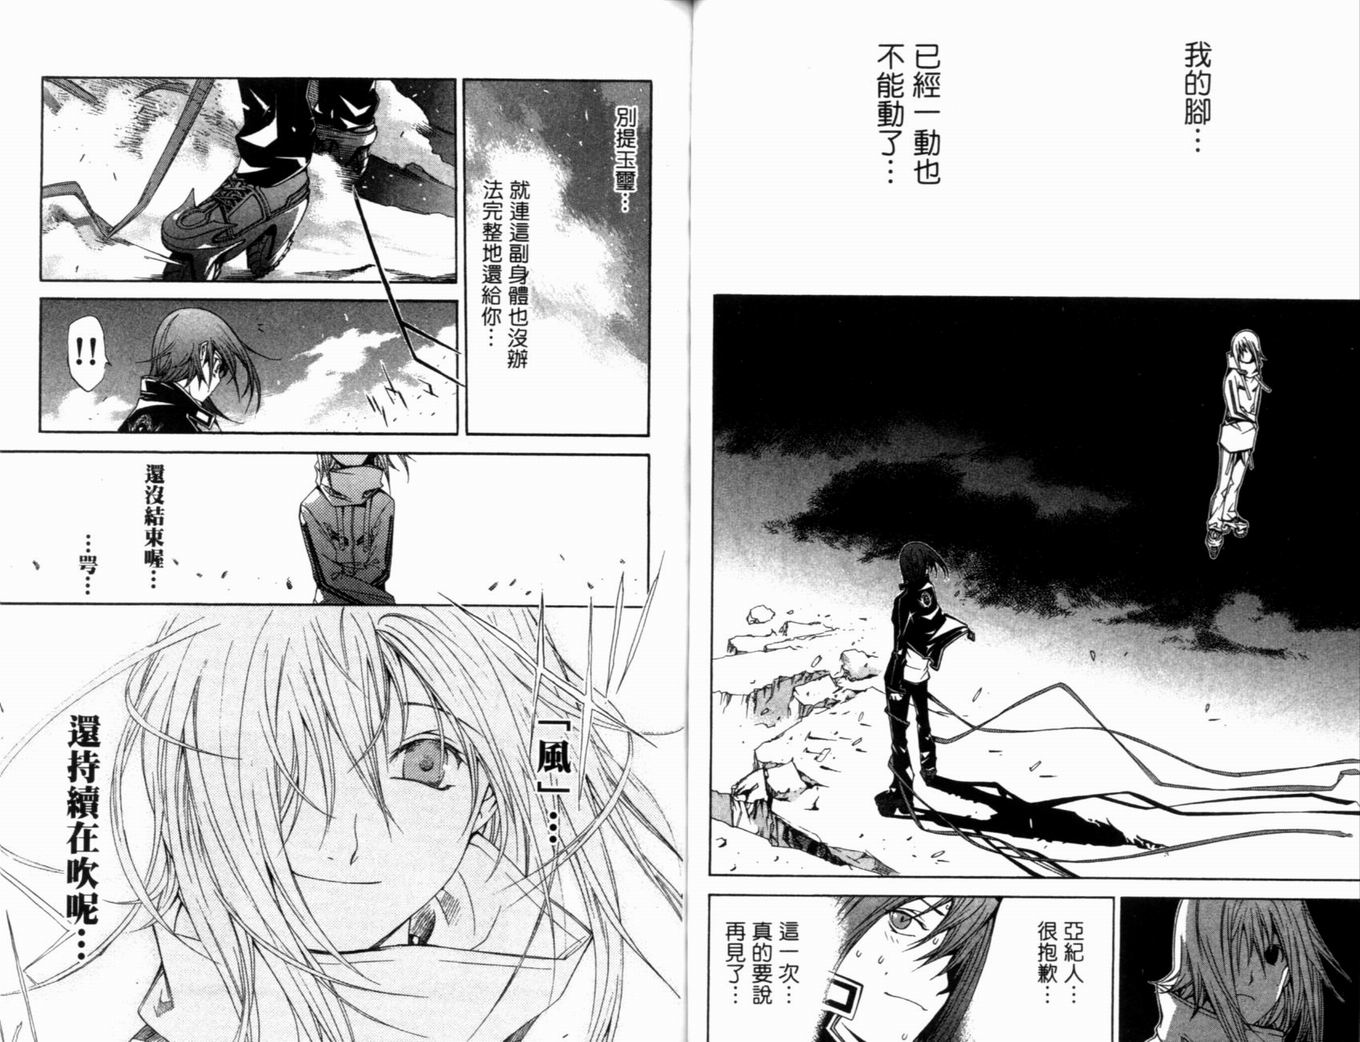 我的腳…
已經一動也
不能動了…
亞紀人…
很抱歉…
這一次…
真的要說
再見了…
別提玉璽…
就連這副身體也沒辦
法完整地還給你…
!!
還沒結束喔…
…咢…
「風」…
還持續在吹呢…